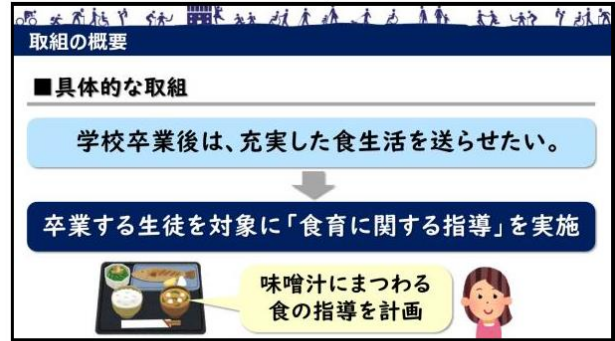 取組の概要
■具体的な取組
学校卒業後は、充実した食生活を送らせたい。
卒業する生徒を対象に「食育に関する指導」を実施
味噌汁にまつわる
食の指導を計画